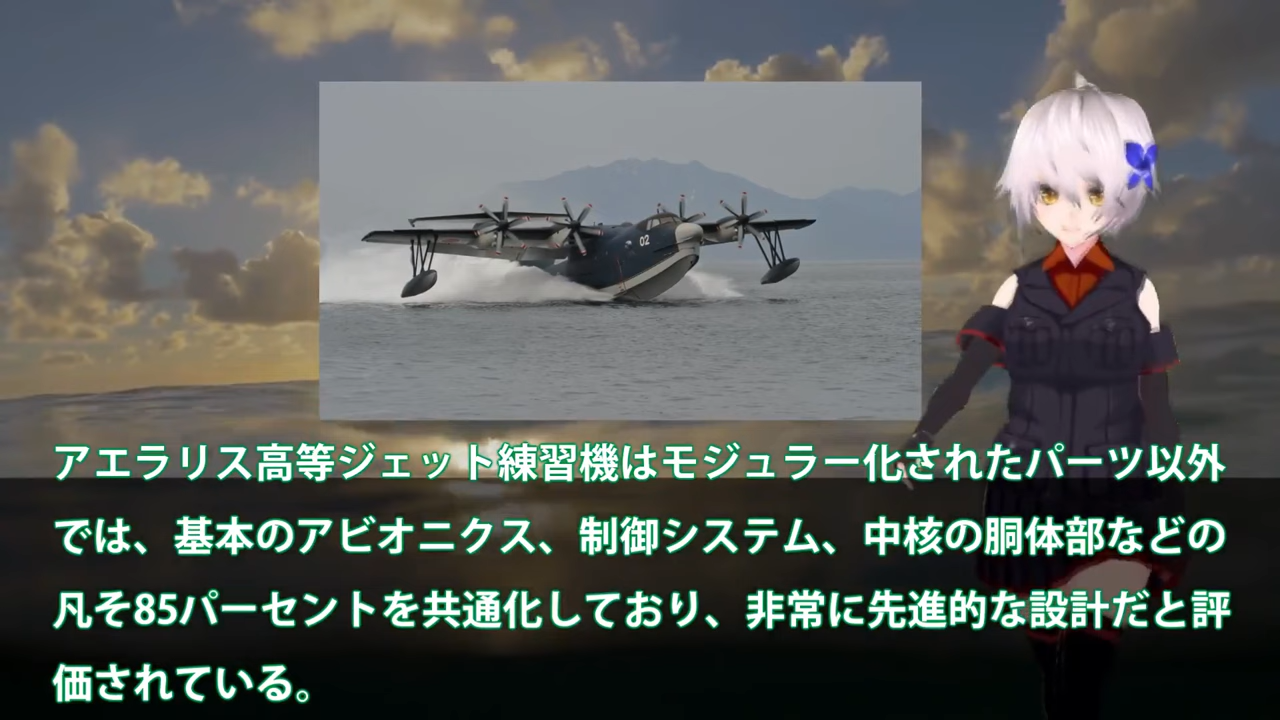 02
アエラリス高等ジェット練習機はモジュラー化されたパーツ以外
では、基本のアビオニクス、制御システム、中核の胴体部などの
凡そ85パーセントを共通化しており、非常に先進的な設計だと評
価されている。